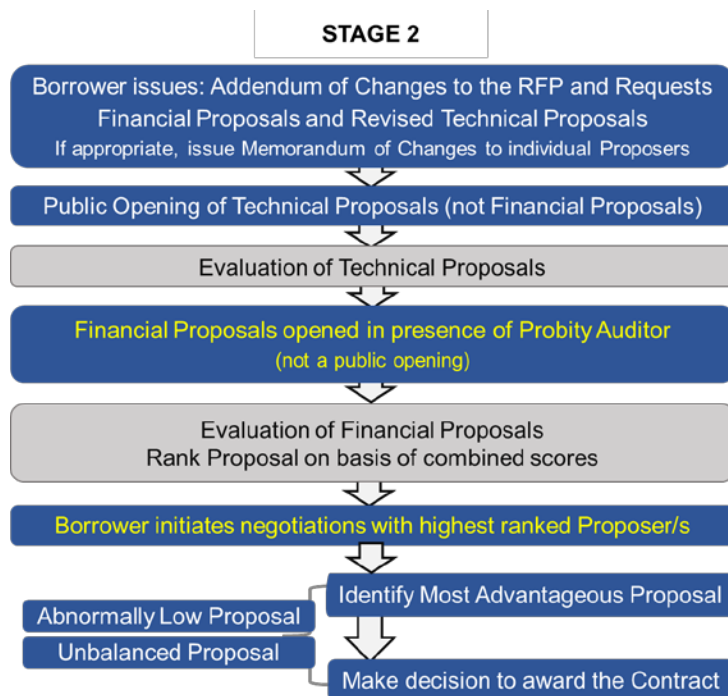 STAGE 2
Borrower issues: Addendum of Changes to the RFP and Requests
Financial Proposals and Revised Technical Proposals
If appropriate, issue Memorandum of Changes to individual Proposers
Public Opening of Technical Proposals (not Financial Proposals)
Evaluation of Technical Proposals
Financial Proposals opened in presence of Probity Auditor
(not a public opening)
Evaluation of Financial Proposals
Rank Proposal on basis of combined scores
Borrower initiates negotiations with highest ranked Proposer/s
Identify Most Advantageous Proposal
Abnormally Low Proposal
Unbalanced Proposal
Make decision to award the Contract